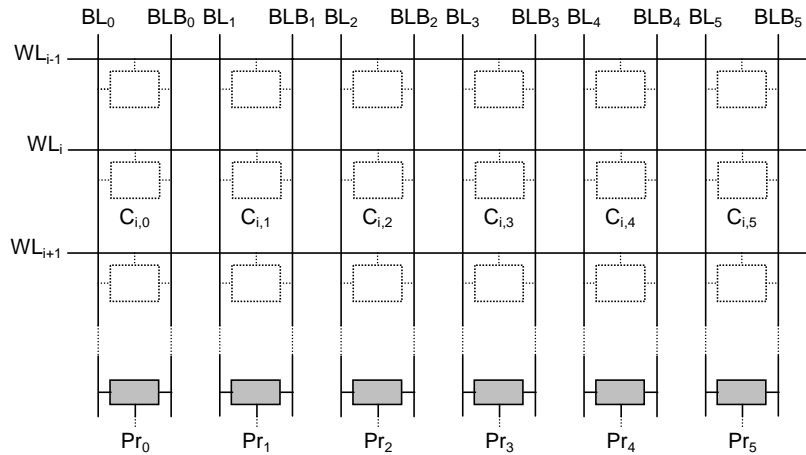 BL₀ BLB₀ BL₁ BLB₁ BL₂ BLB₂ BL₃ BLB₃ BL₄ BLB₄ BL₅ BLB₅
WLᵢ₋₁
WLᵢ
Cᵢ,₀ Cᵢ,₁ Cᵢ,₂ Cᵢ,₃ Cᵢ,₄ Cᵢ,₅
WLᵢ₊₁
Pr₀ Pr₁ Pr₂ Pr₃ Pr₄ Pr₅